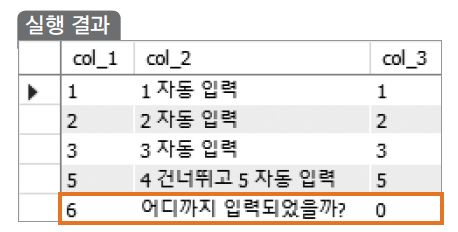 실행 결과
col_1 col_2 col_3
1 1 자동 입력 1
2 2 자동 입력 2
3 3 자동 입력 3
5 4 건너뛰고 5 자동 입력 5
6 어디까지 입력되었을까? 0